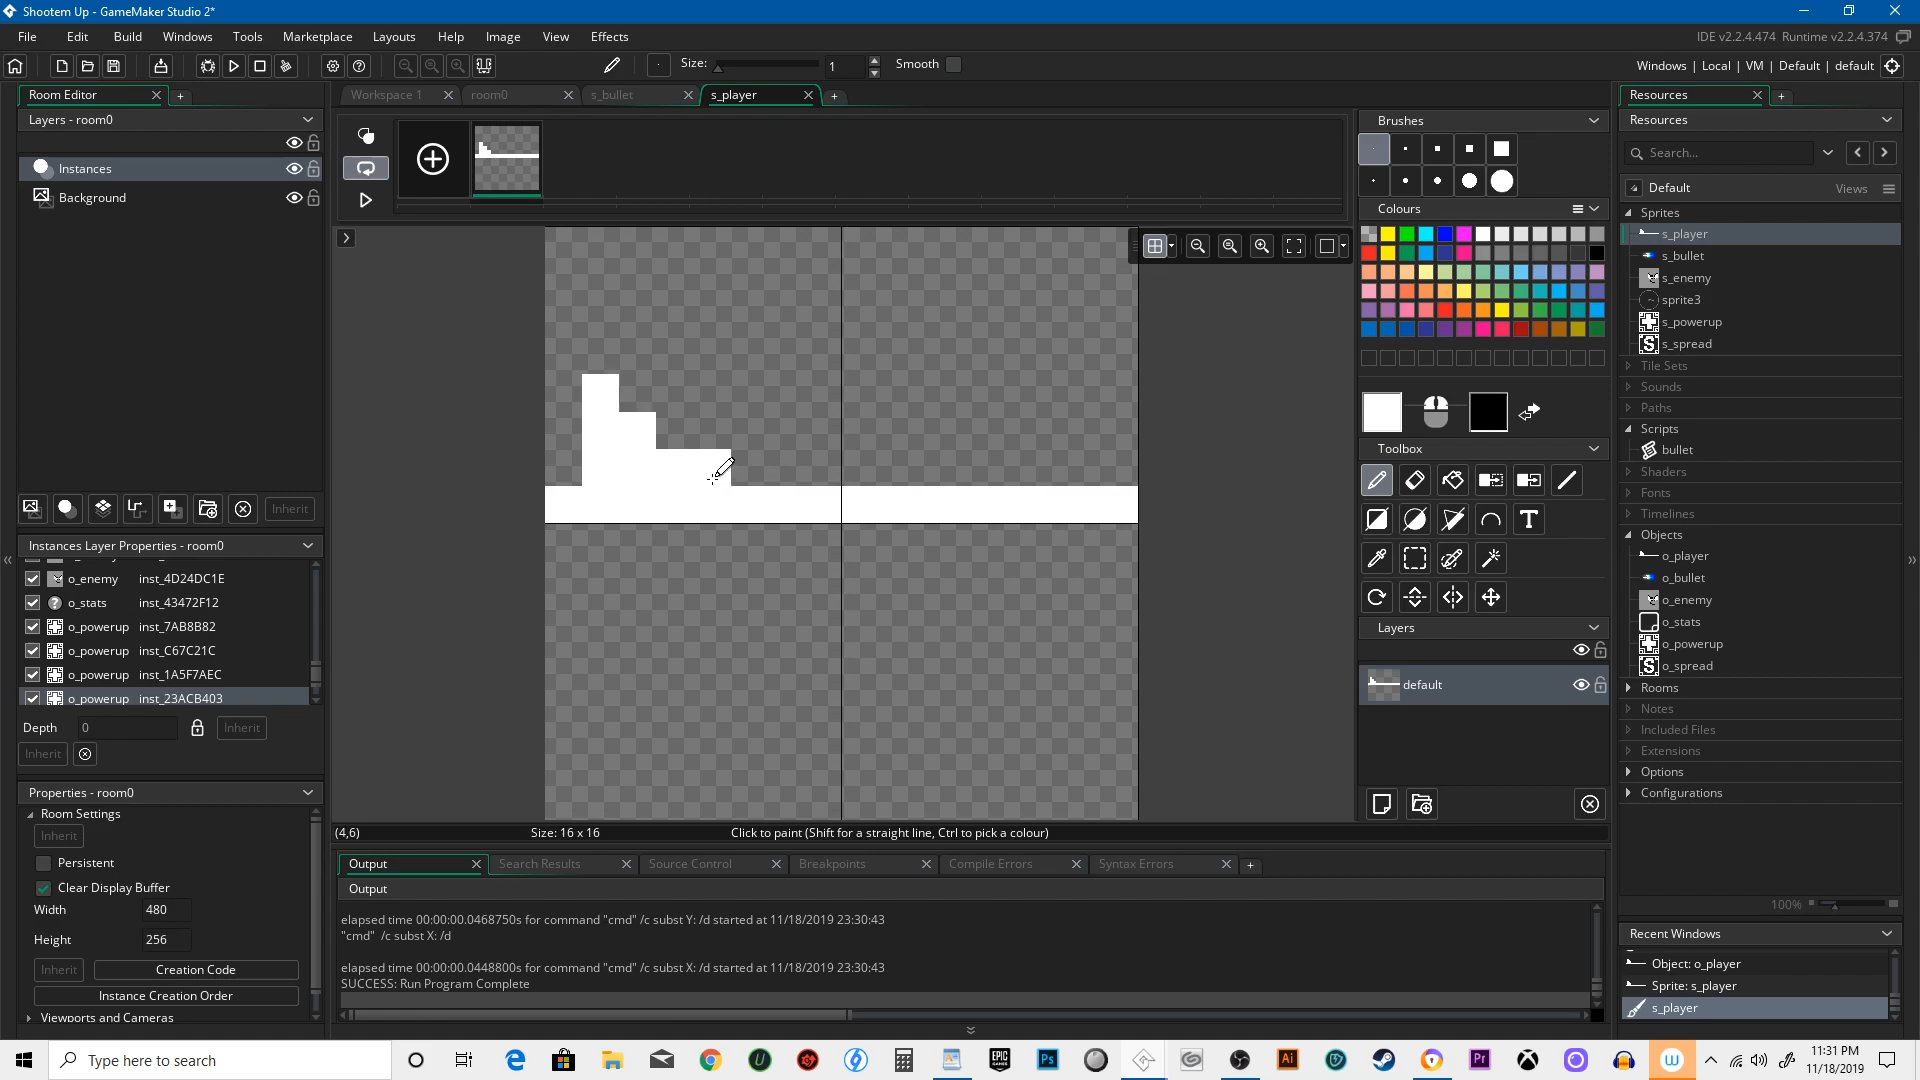 Shootem Up - GameMaker Studio 2*
File Edit Build Windows Tools Marketplace Layouts Help Image View Effects
IDE v2.2.4.474 Runtime v2.2.4.374
Size: 1 Smooth
Windows | Local | VM | Default | default
Room Editor
Workspace 1 room0 s_bullet s_player
Resources
Layers - room0
Brushes
Resources
Search...
Instances
Default Views
Background
Colours
Sprites
s_player
s_bullet
s_enemy
sprite3
s_powerup
s_spread
Tile Sets
Sounds
Paths
Scripts
bullet
Shaders
Fonts
Timelines
Objects
o_player
o_bullet
o_enemy
o_stats
o_powerup
o_spread
Rooms
Notes
Included Files
Extensions
Options
Configurations
Toolbox
T
Layers
default
Inherit
Instances Layer Properties - room0
o_enemy inst_4D24DC1E
o_stats inst_43472F12
o_powerup inst_7AB8B82
o_powerup inst_C67C21C
o_powerup inst_1A5F7AEC
o_powerup inst_23ACB403
Depth 0 Inherit
Inherit
Properties - room0
Room Settings
Inherit
Persistent
Clear Display Buffer
Width 480
Height 256
Inherit Creation Code
Instance Creation Order
Viewports and Cameras
(4,6) Size: 16 x 16 Click to paint (Shift for a straight line, Ctrl to pick a colour)
Output Search Results Source Control Breakpoints Compile Errors Syntax Errors
Output
elapsed time 00:00:00.0468750s for command "cmd" /c subst Y: /d started at 11/18/2019 23:30:43
"cmd" /c subst X: /d
elapsed time 00:00:00.0448800s for command "cmd" /c subst X: /d started at 11/18/2019 23:30:43
SUCCESS: Run Program Complete
100%
Recent Windows
Object: o_player
Sprite: s_player
s_player
Type here to search
11:31 PM
11/18/2019